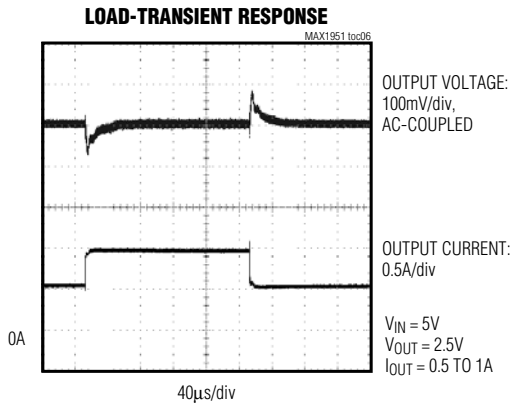 LOAD-TRANSIENT RESPONSE
MAX1951 toc06
OUTPUT VOLTAGE:
100mV/div,
AC-COUPLED
OUTPUT CURRENT:
0.5A/div
0A
VIN = 5V
VOUT = 2.5V
IOUT = 0.5 TO 1A
40µs/div